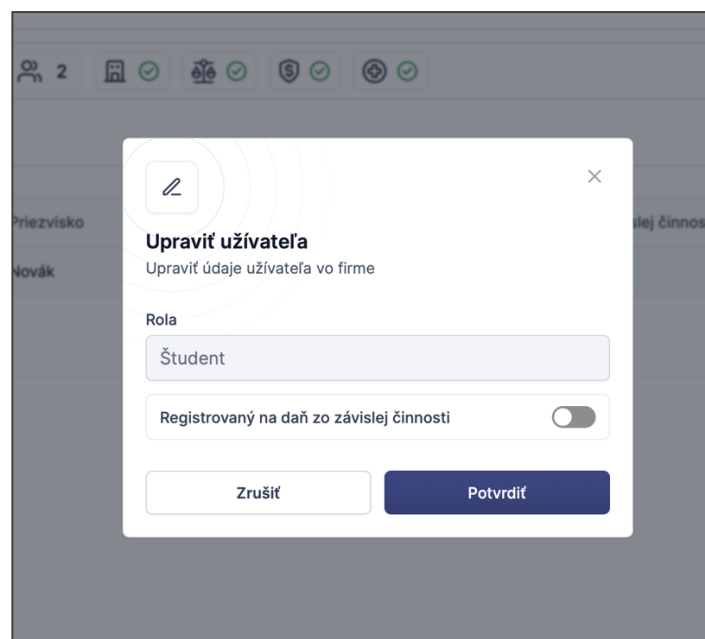 2
Priezvisko
slej činnos
Novák
Upraviť užívateľa
Upraviť údaje užívateľa vo firme
Rola
Študent
Registrovaný na daň zo závislej činnosti
Zrušiť
Potvrdiť